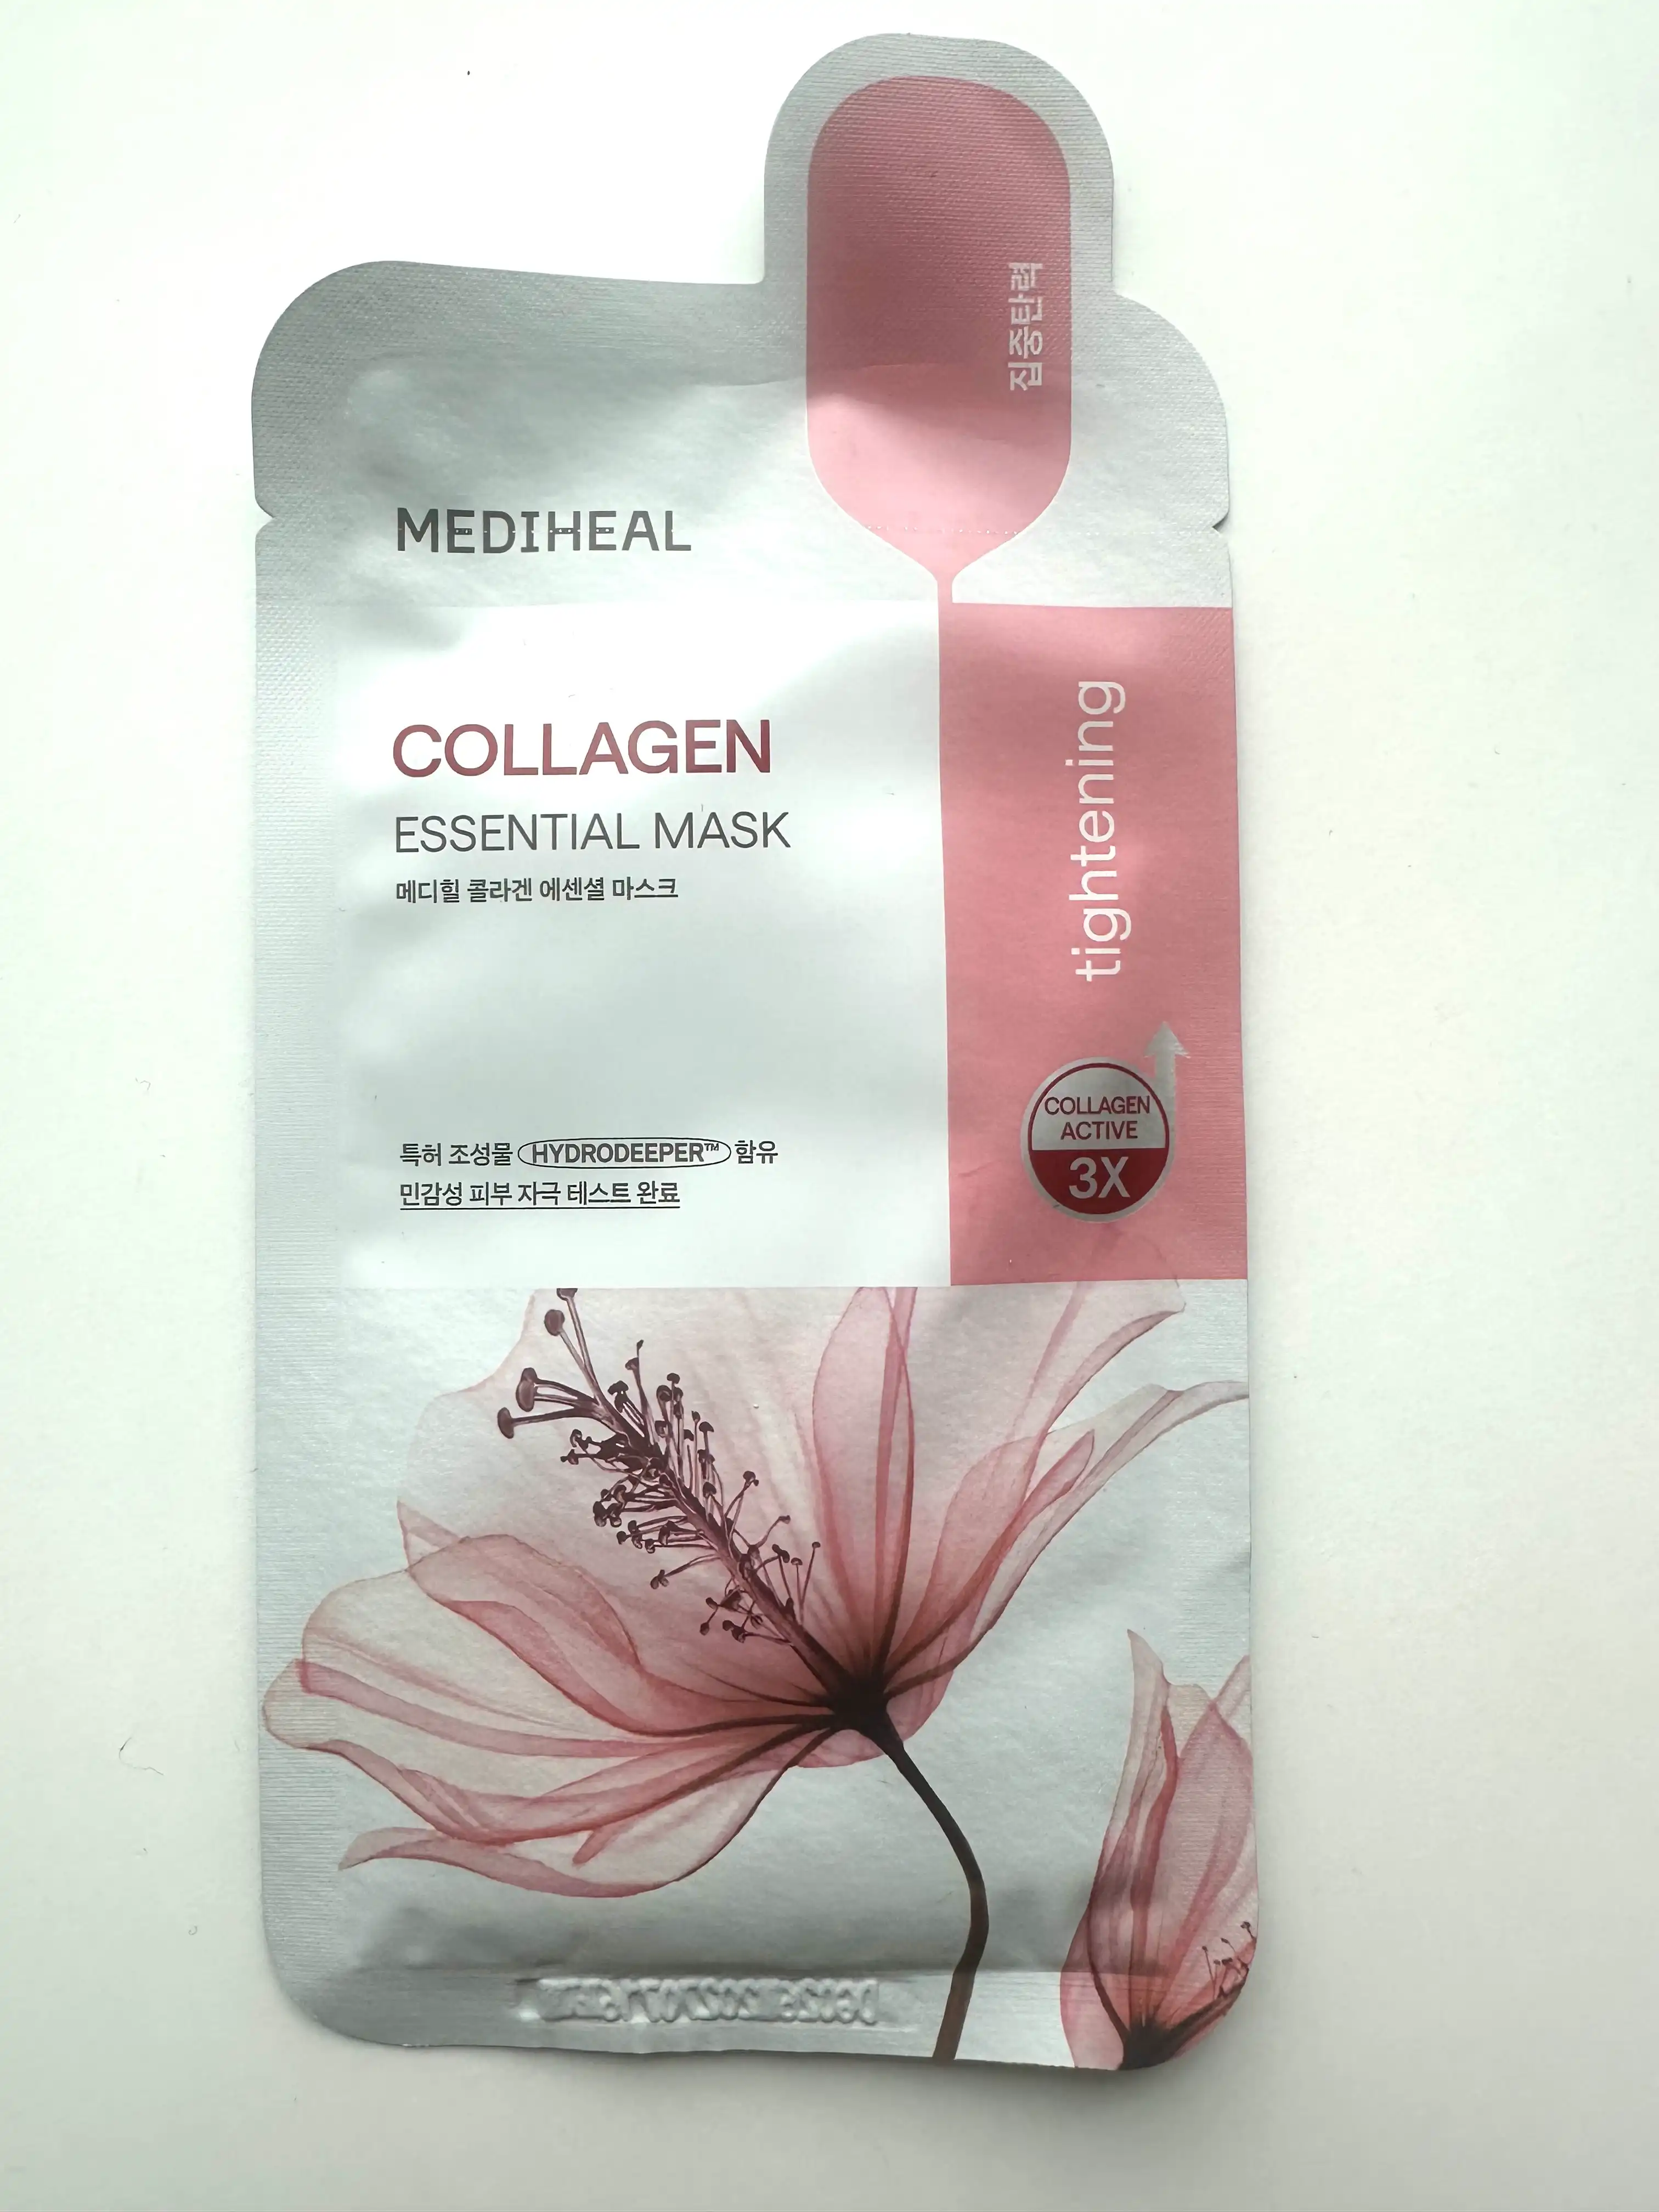 집중탄력
MEDIHEAL
COLLAGEN
ESSENTIAL MASK
메디힐 콜라겐 에센셜 마스크
tightening
COLLAGEN
ACTIVE
3X
특허 조성물 HYDRODEEPER™ 함유
민감성 피부 자극 테스트 완료